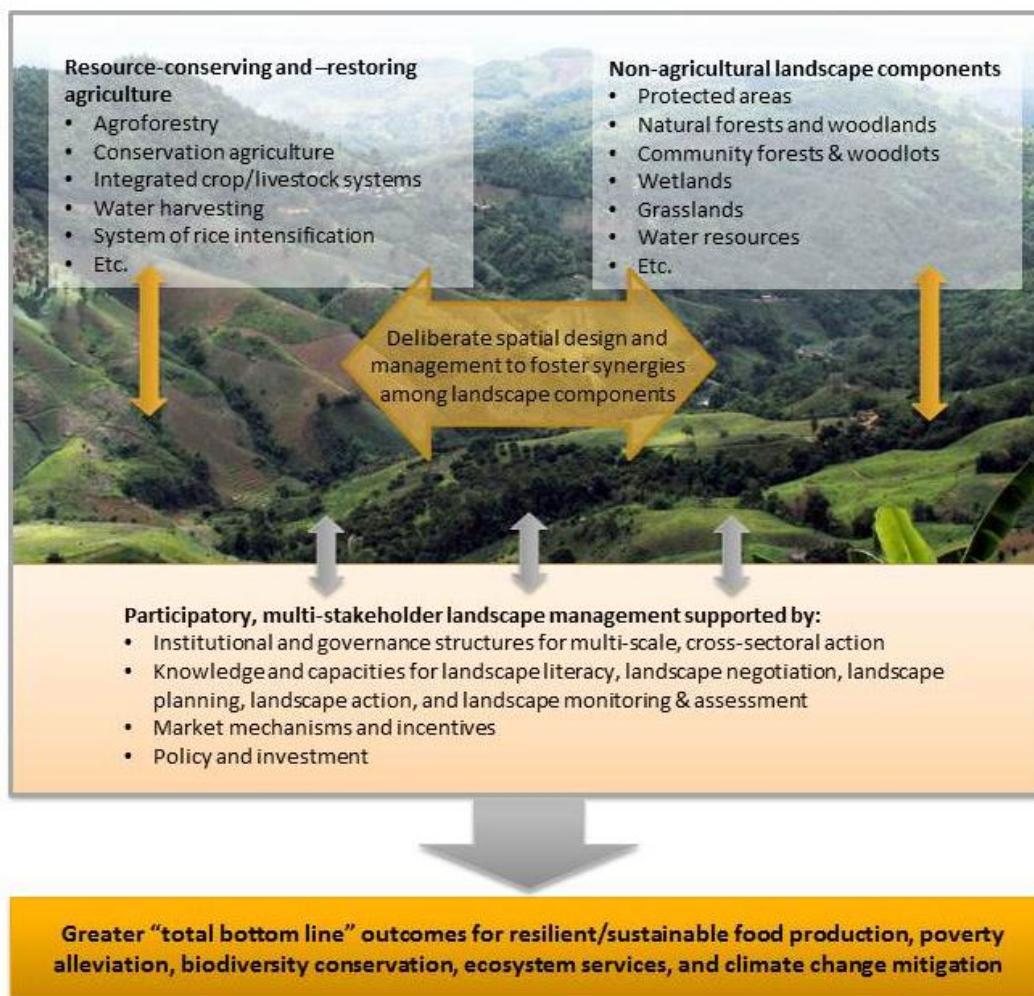 Resource-conserving and –restoring
agriculture
• Agroforestry
• Conservation agriculture
• Integrated crop/livestock systems
• Water harvesting
• System of rice intensification
• Etc.
Non-agricultural landscape components
• Protected areas
• Natural forests and woodlands
• Community forests & woodlots
• Wetlands
• Grasslands
• Water resources
• Etc.
Deliberate spatial design and
management to foster synergies
among landscape components
Participatory, multi-stakeholder landscape management supported by:
• Institutional and governance structures for multi-scale, cross-sectoral action
• Knowledge and capacities for landscape literacy, landscape negotiation, landscape
planning, landscape action, and landscape monitoring & assessment
• Market mechanisms and incentives
• Policy and investment
Greater “total bottom line” outcomes for resilient/sustainable food production, poverty
alleviation, biodiversity conservation, ecosystem services, and climate change mitigation